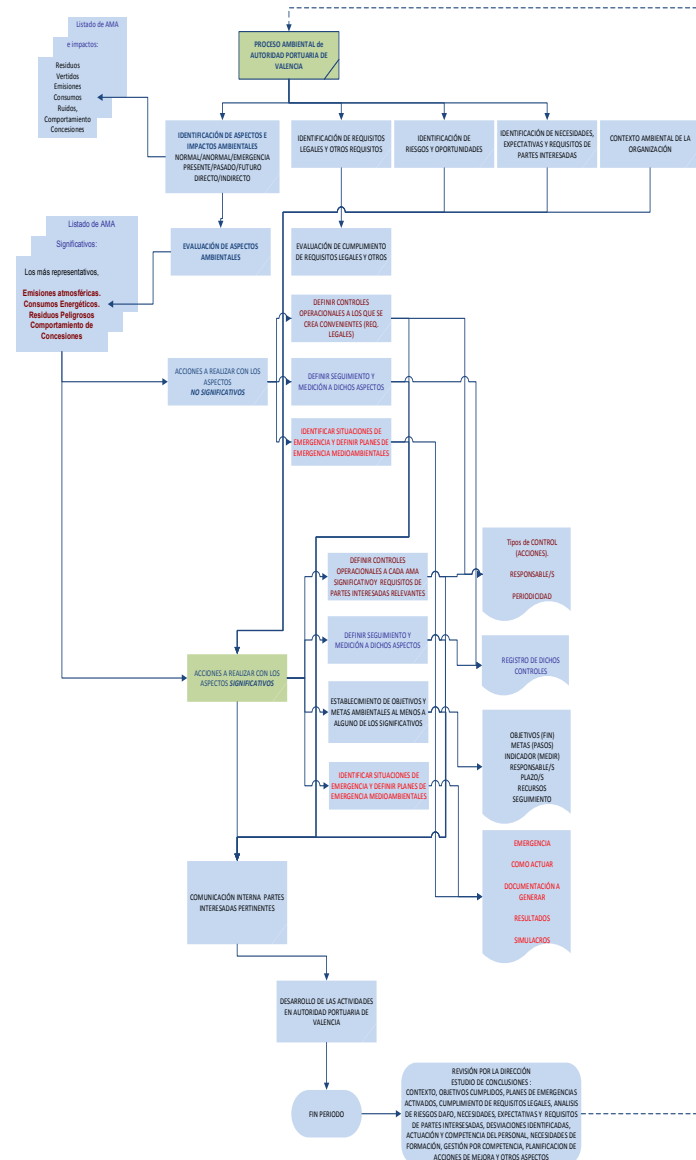 Listado de AMA
e impactos:
Residuos
Vertidos
Emisiones
Consumos
Ruidos,
Comportamiento
Concesiones
PROCESO AMBIENTAL de
AUTORIDAD PORTUARIA DE
VALENCIA
IDENTIFICACIÓN DE ASPECTOS E
IMPACTOS AMBIENTALES
NORMAL/ANORMAL/EMERGENCIA
PRESENTE/PASADO/FUTURO
DIRECTO/INDIRECTO
IDENTIFICACIÓN DE REQUISITOS
LEGALES Y OTROS REQUISITOS
IDENTIFICACIÓN DE
RIESGOS Y OPORTUNIDADES
IDENTIFICACIÓN DE NECESIDADES,
EXPECTATIVAS Y REQUISITOS DE
PARTES INTERESADAS
CONTEXTO AMBIENTAL DE LA
ORGANIZACIÓN
Listado de AMA
Significativos:
Los más representativos,
Emisiones atmosféricas.
Consumos Energéticos.
Residuos Peligrosos
Comportamiento de
Concesiones
EVALUACIÓN DE ASPECTOS
AMBIENTALES
EVALUACIÓN DE CUMPLIMIENTO
DE REQUISITOS LEGALES Y OTROS
DEFINIR CONTROLES
OPERACIONALES A LOS QUE SE
CREA CONVENIENTES (REQ.
LEGALES)
ACCIONES A REALIZAR CON LOS
ASPECTOS
NO SIGNIFICATIVOS
DEFINIR SEGUIMIENTO Y
MEDICIÓN A DICHOS ASPECTOS
IDENTIFICAR SITUACIONES DE
EMERGENCIA Y DEFINIR PLANES DE
EMERGENCIA MEDIOAMBIENTALES
DEFINIR CONTROLES
OPERACIONALES A CADA AMA
SIGNIFICATIVOY REQUISITOS DE
PARTES INTERESADAS RELEVANTES
Tipos de CONTROL
(ACCIONES).
RESPONSABLE/S
PERIODICIDAD
ACCIONES A REALIZAR CON LOS
ASPECTOS SIGNIFICATIVOS
DEFINIR SEGUIMIENTO Y
MEDICIÓN A DICHOS ASPECTOS
REGISTRO DE DICHOS
CONTROLES
ESTABLECIMIENTO DE OBJETIVOS Y
METAS AMBIENTALES AL MENOS A
ALGUNO DE LOS SIGNIFICATIVOS
OBJETIVOS (FIN)
METAS (PASOS)
INDICADOR (MEDIR)
RESPONSABLE/S
PLAZO/S
RECURSOS
SEGUIMIENTO
IDENTIFICAR SITUACIONES DE
EMERGENCIA Y DEFINIR PLANES DE
EMERGENCIA MEDIOAMBIENTALES
EMERGENCIA
COMO ACTUAR
DOCUMENTACIÓN A
GENERAR
RESULTADOS
SIMULACROS
COMUNICACIÓN INTERNA PARTES
INTERESADAS PERTINENTES
DESARROLLO DE LAS ACTIVIDADES
EN AUTORIDAD PORTUARIA DE
VALENCIA
FIN PERIODO
REVISIÓN POR LA DIRECCIÓN
ESTUDIO DE CONCLUSIONES :
CONTEXTO, OBJETIVOS CUMPLIDOS, PLANES DE EMERGENCIAS
ACTIVADOS, CUMPLIMIENTO DE REQUISITOS LEGALES, ANALISIS
DE RIESGOS DAFO, NECESIDADES, EXPECTATIVAS Y REQUISITOS
DE PARTES INTERSESADAS, DESVIACIONES IDENTIFICADAS,
ACTUACIÓN Y COMPETENCIA DEL PERSONAL, NECESIDADES DE
FORMACIÓN, GESTIÓN POR COMPETENCIA, PLANIFICACION DE
ACCIONES DE MEJORA Y OTROS ASPECTOS